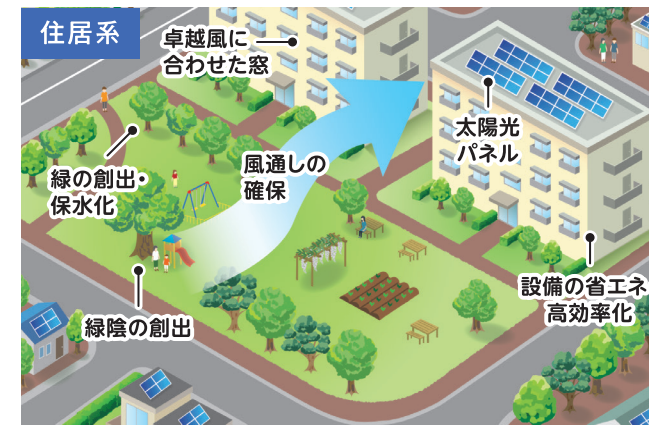 住居系
卓越風に
合わせた窓
太陽光
パネル
緑の創出・
保水化
風通しの
確保
緑陰の創出
設備の省エネ
高効率化